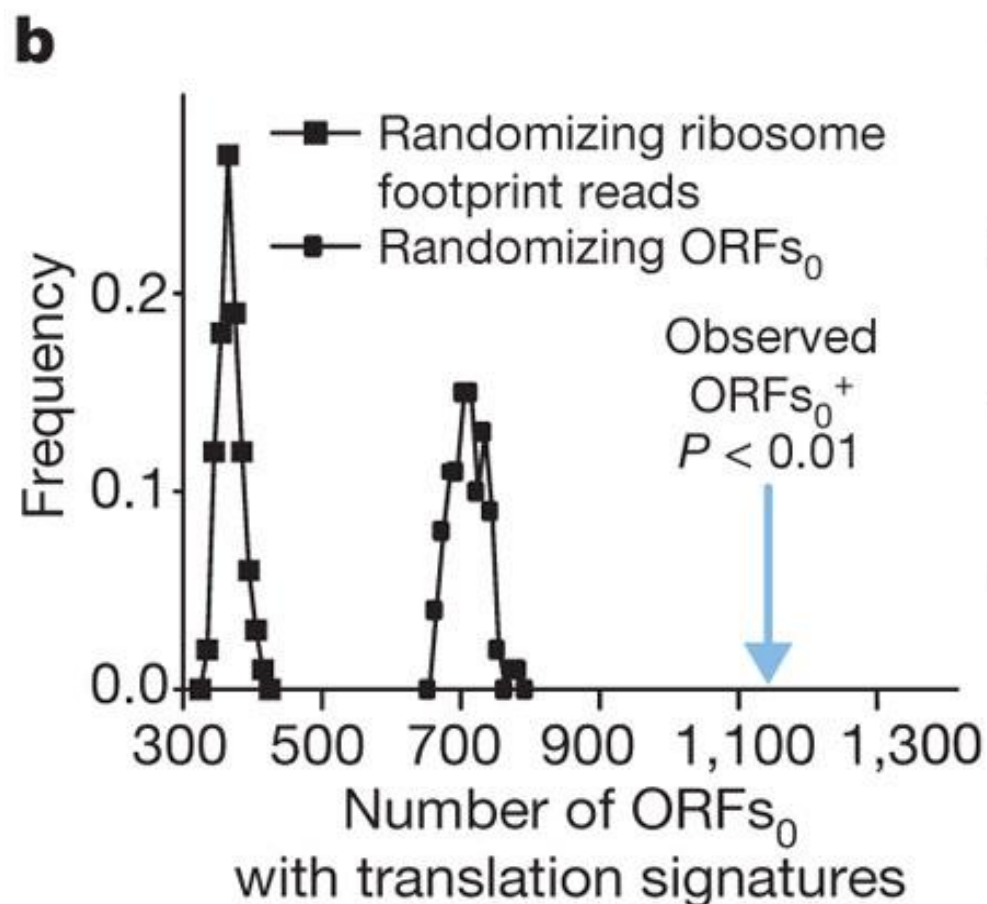 b
Randomizing ribosome
footprint reads
Randomizing ORFs₀
Observed
ORFs₀⁺
P < 0.01
Frequency
0.2
0.1
0.0
300 500 700 900 1,100 1,300
Number of ORFs₀
with translation signatures